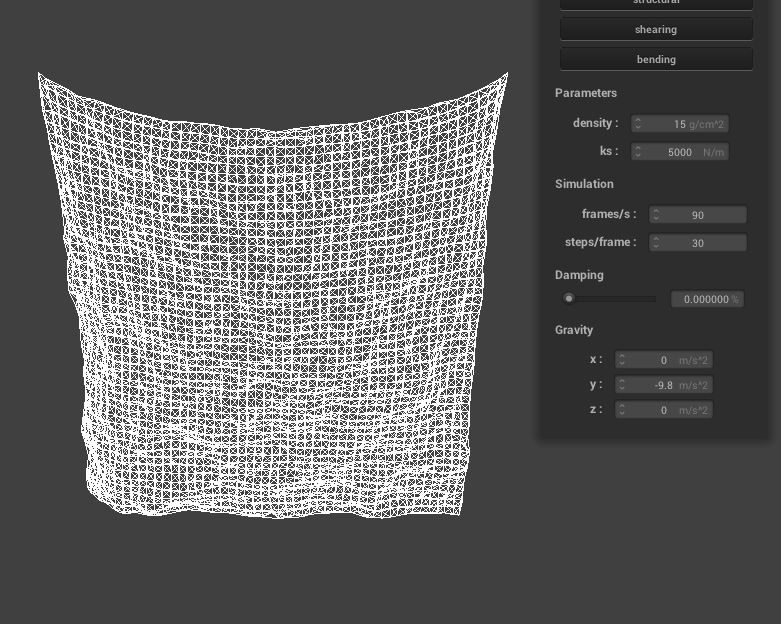 structural
shearing
bending
Parameters
density : 15 g/cm^2
ks : 5000 N/m
Simulation
frames/s : 90
steps/frame : 30
Damping
0.000000 %
Gravity
x : 0 m/s^2
y : -9.8 m/s^2
z : 0 m/s^2